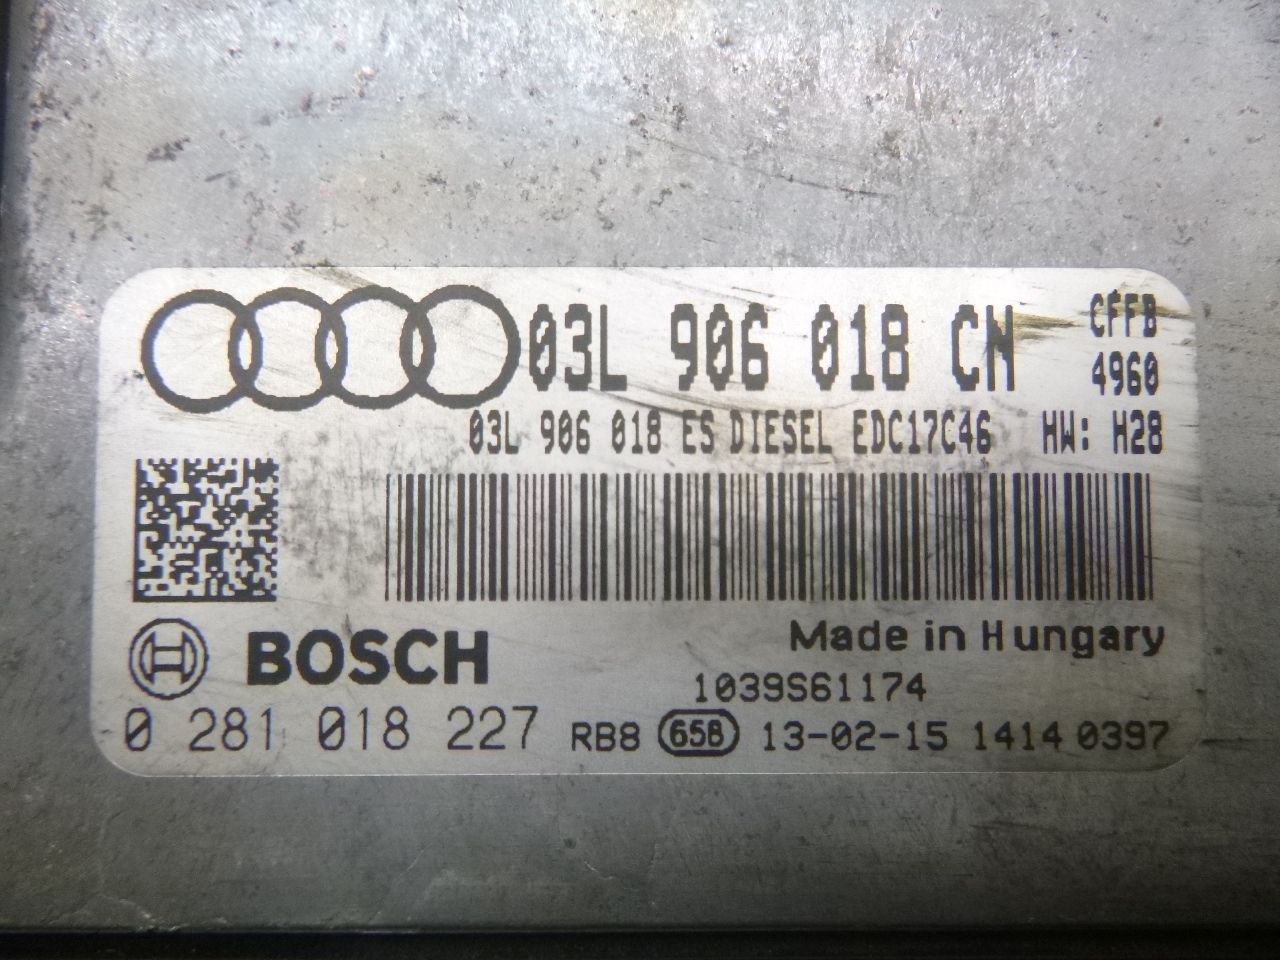 03L 906 018 CN CFFB
4960
03L 906 018 ES DIESEL EDC17C46 HW: H28
Made in Hungary
BOSCH
1039S61174
0 281 018 227 RB8 65B 13-02-15 1414 0397